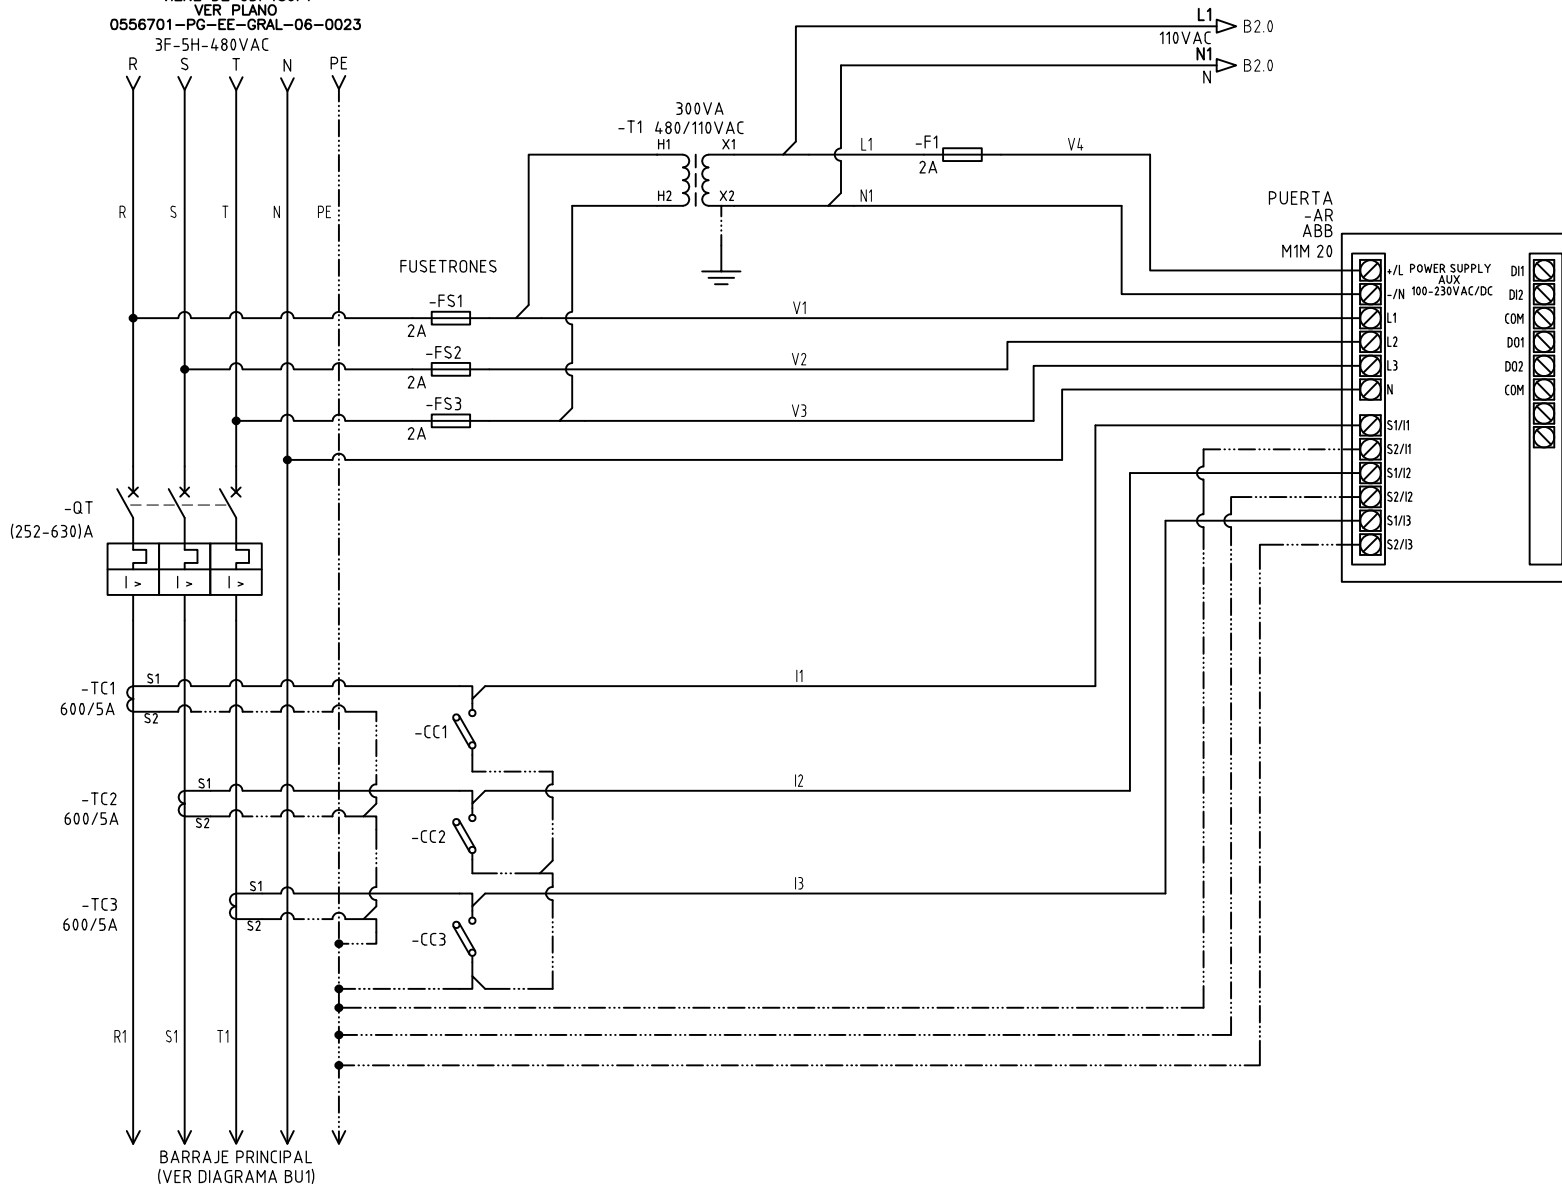 VER PLANO
0556701-PG-EE-GRAL-06-0023
3F-5H-480VAC
R S T N PE
L1
110VAC
B2.0
N1
N
B2.0
300VA
-T1 480/110VAC
H1 X1
L1
-F1
2A
V4
H2 X2
N1
R S T N PE
PUERTA
-AR
ABB
M1M 20
FUSETRONES
+/L POWER SUPPLY
AUX
-/N 100-230VAC/DC
L1
L2
L3
N
S1/I1
S2/I1
S1/I2
S2/I2
S1/I3
S2/I3
DI1
DI2
COM
DO1
DO2
COM
-FS1
2A
V1
-FS2
2A
V2
-FS3
2A
V3
-QT
(252-630)A
I > I > I >
-TC1
600/5A
S1
S2
-CC1
I1
-TC2
600/5A
S1
S2
-CC2
I2
-TC3
600/5A
S1
S2
-CC3
I3
R1 S1 T1
BARRAJE PRINCIPAL
(VER DIAGRAMA BU1)